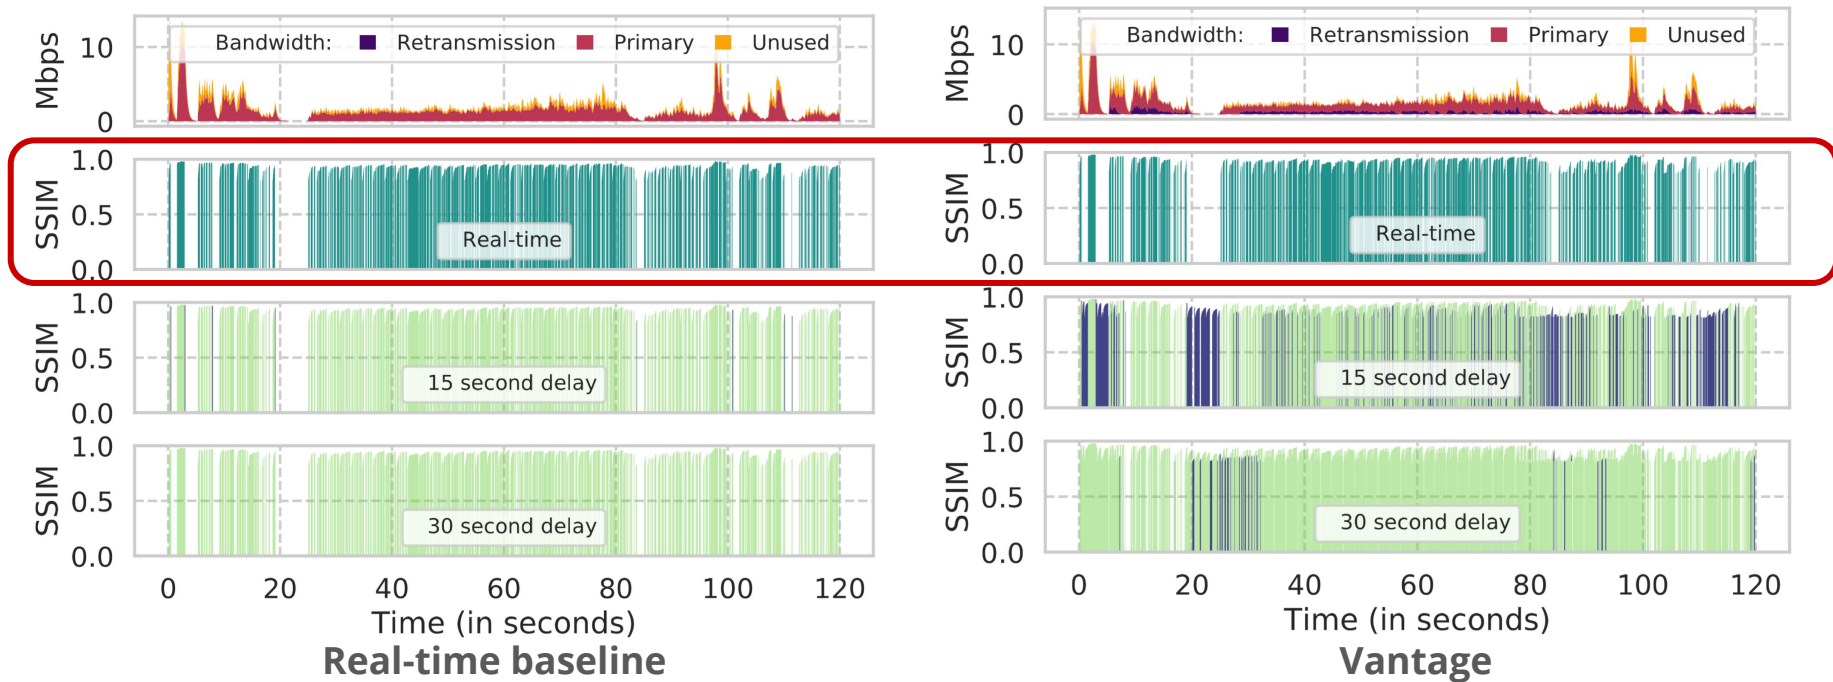 Mbps
10
0
Bandwidth: Retransmission Primary Unused
SSIM
1.0
0.5
0.0
Real-time
SSIM
1.0
0.5
0.0
15 second delay
SSIM
1.0
0.5
0.0
30 second delay
0 20 40 60 80 100 120
Time (in seconds)
Real-time baseline
Mbps
10
0
Bandwidth: Retransmission Primary Unused
SSIM
1.0
0.5
0.0
Real-time
SSIM
1.0
0.5
0.0
15 second delay
SSIM
1.0
0.5
0.0
30 second delay
0 20 40 60 80 100 120
Time (in seconds)
Vantage